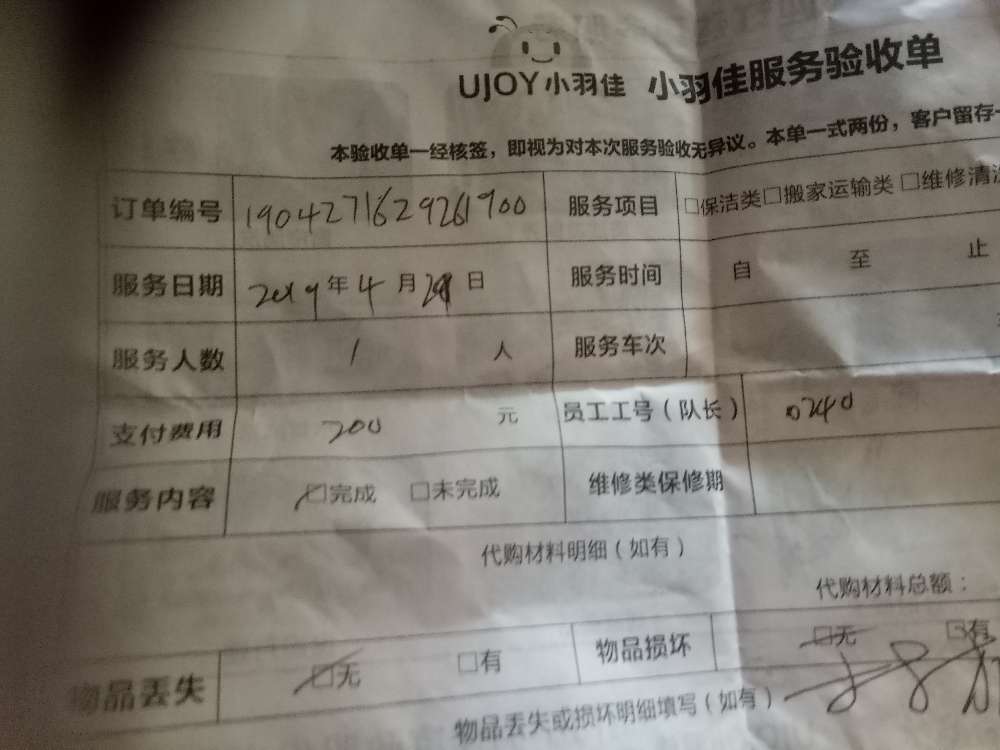 UJOY小羽佳 小羽佳服务验收单
本验收单一经核签，即视为对本次服务验收无异议。本单一式两份，客户留存一
订单编号 1904271629261900 服务项目 □保洁类□搬家运输类 □维修清洗
服务日期 2019年4月28日 服务时间 自 至 止
服务人数 1 人 服务车次
支付费用 200 元 员工工号（队长） 0240
服务内容 □完成 □未完成 维修类保修期
代购材料明细（如有）
代购材料总额：
物品丢失 □无 □有 物品损坏 □无 □有
物品丢失或损坏明细填写（如有）